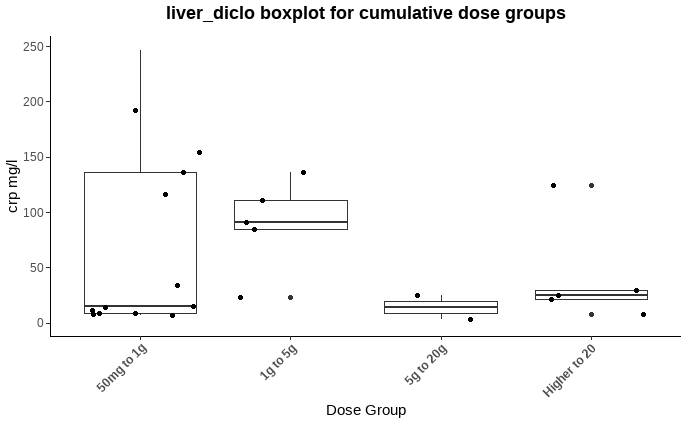 liver_diclo boxplot for cumulative dose groups
crp mg/l
250
200
150
100
50
0
50mg to 1g
1g to 5g
5g to 20g
Higher to 20
Dose Group